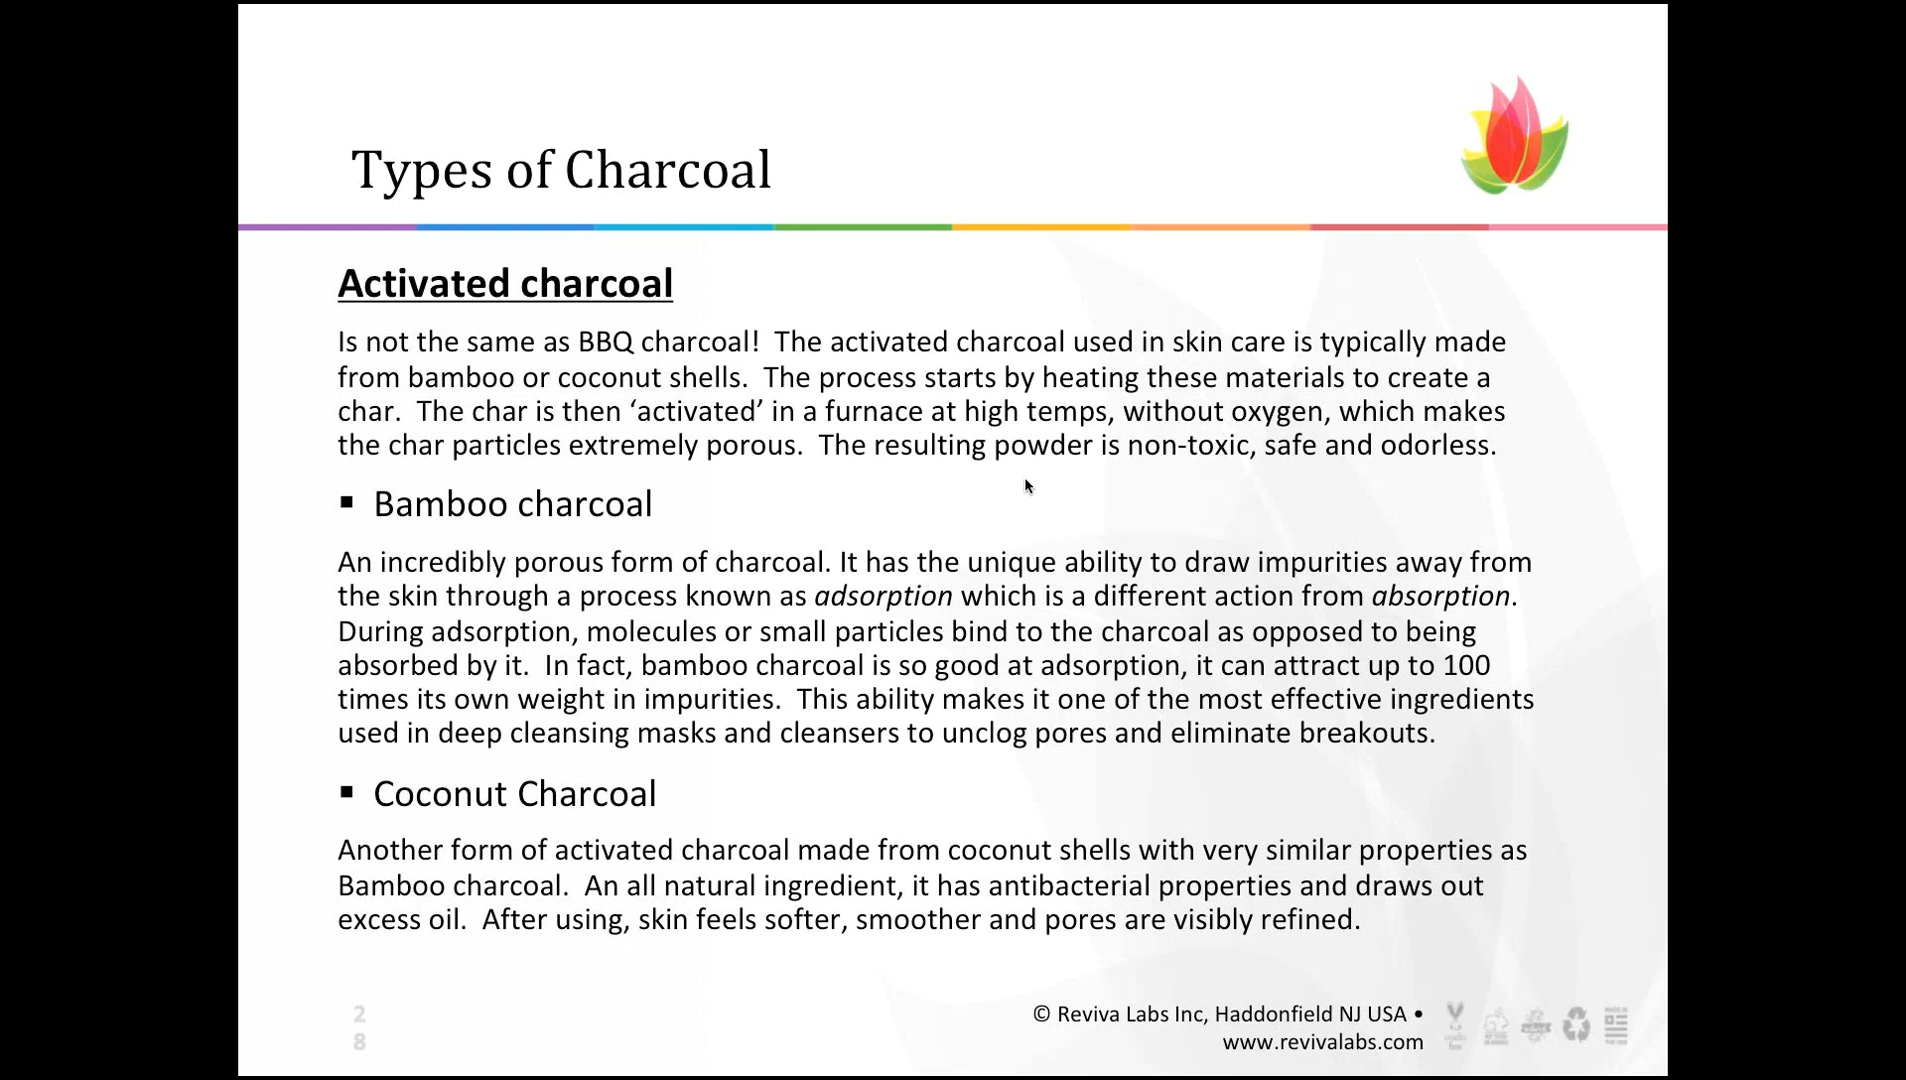 Types of Charcoal
Activated charcoal
Is not the same as BBQ charcoal!  The activated charcoal used in skin care is typically made
from bamboo or coconut shells.  The process starts by heating these materials to create a
char.  The char is then ‘activated’ in a furnace at high temps, without oxygen, which makes
the char particles extremely porous.  The resulting powder is non-toxic, safe and odorless.
▪ Bamboo charcoal
An incredibly porous form of charcoal. It has the unique ability to draw impurities away from
the skin through a process known as adsorption which is a different action from absorption.
During adsorption, molecules or small particles bind to the charcoal as opposed to being
absorbed by it.  In fact, bamboo charcoal is so good at adsorption, it can attract up to 100
times its own weight in impurities.  This ability makes it one of the most effective ingredients
used in deep cleansing masks and cleansers to unclog pores and eliminate breakouts.
▪ Coconut Charcoal
Another form of activated charcoal made from coconut shells with very similar properties as
Bamboo charcoal.  An all natural ingredient, it has antibacterial properties and draws out
excess oil.  After using, skin feels softer, smoother and pores are visibly refined.
2
8
© Reviva Labs Inc, Haddonfield NJ USA •
www.revivalabs.com